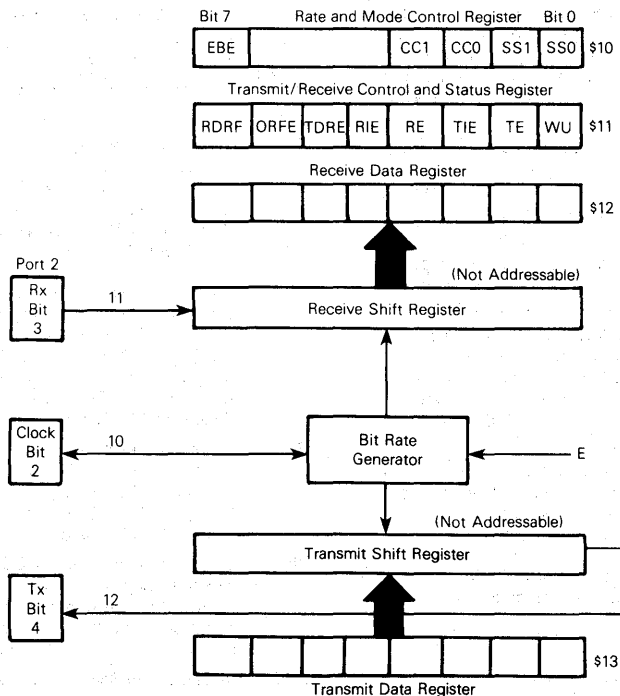 Bit 7 Rate and Mode Control Register Bit 0
EBE CC1 CC0 SS1 SS0 $10
Transmit/Receive Control and Status Register
RDRF ORFE TDRE RIE RE TIE TE WU $11
Receive Data Register
$12
Port 2
(Not Addressable)
Rx
Bit
3
11
Receive Shift Register
Clock
Bit
2
10
Bit Rate
Generator
E
(Not Addressable)
Transmit Shift Register
Tx
Bit
4
12
$13
Transmit Data Register